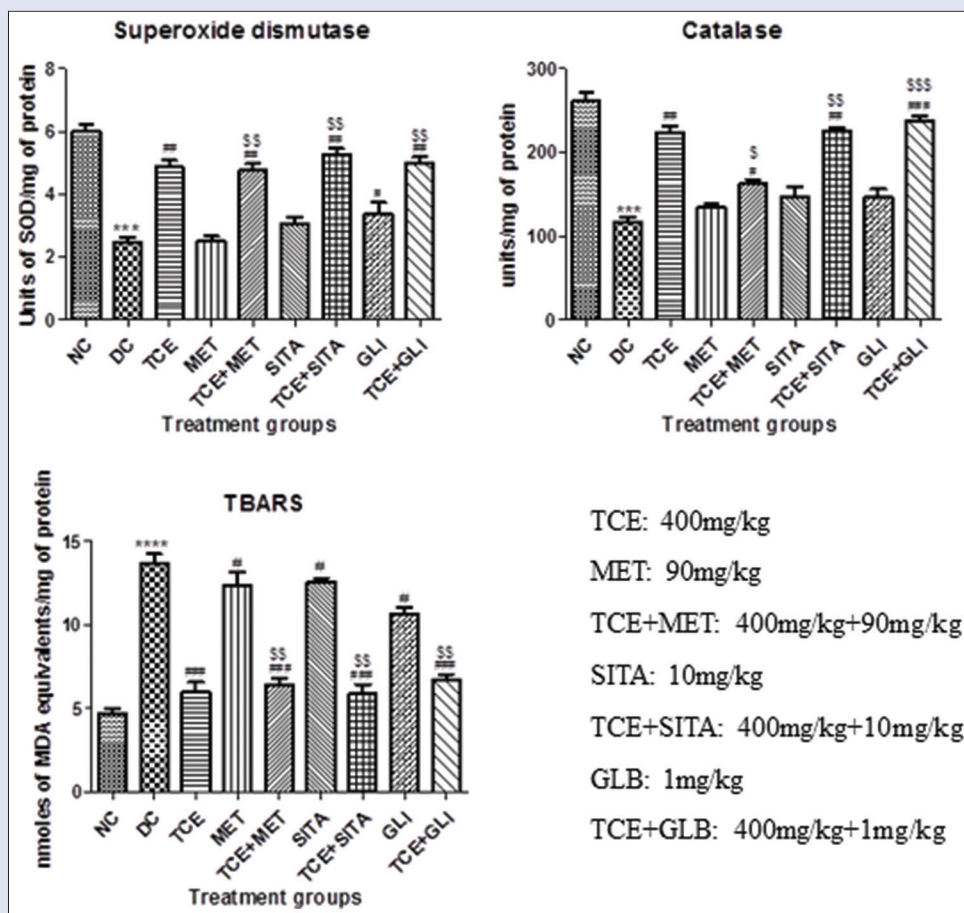 Superoxide dismutase
Units of SOD/mg of protein
8
6
4
2
0
***
##
$$
##
$$
##
#
$$
##
NC
DC
TCE
MET
TCE+MET
SITA
TCE+SITA
GLI
TCE+GLI
Treatment groups
Catalase
units/mg of protein
300
200
100
0
***
##
$
#
$$
##
$$$
###
NC
DC
TCE
MET
TCE+MET
SITA
TCE+SITA
GLI
TCE+GLI
Treatment groups
TBARS
nmoles of MDA equivalents/mg of protein
15
10
5
0
****
###
#
$$
###
#
$$
###
#
$$
###
NC
DC
TCE
MET
TCE+MET
SITA
TCE+SITA
GLI
TCE+GLI
Treatment groups
TCE: 400mg/kg
MET: 90mg/kg
TCE+MET: 400mg/kg+90mg/kg
SITA: 10mg/kg
TCE+SITA: 400mg/kg+10mg/kg
GLB: 1mg/kg
TCE+GLB: 400mg/kg+1mg/kg